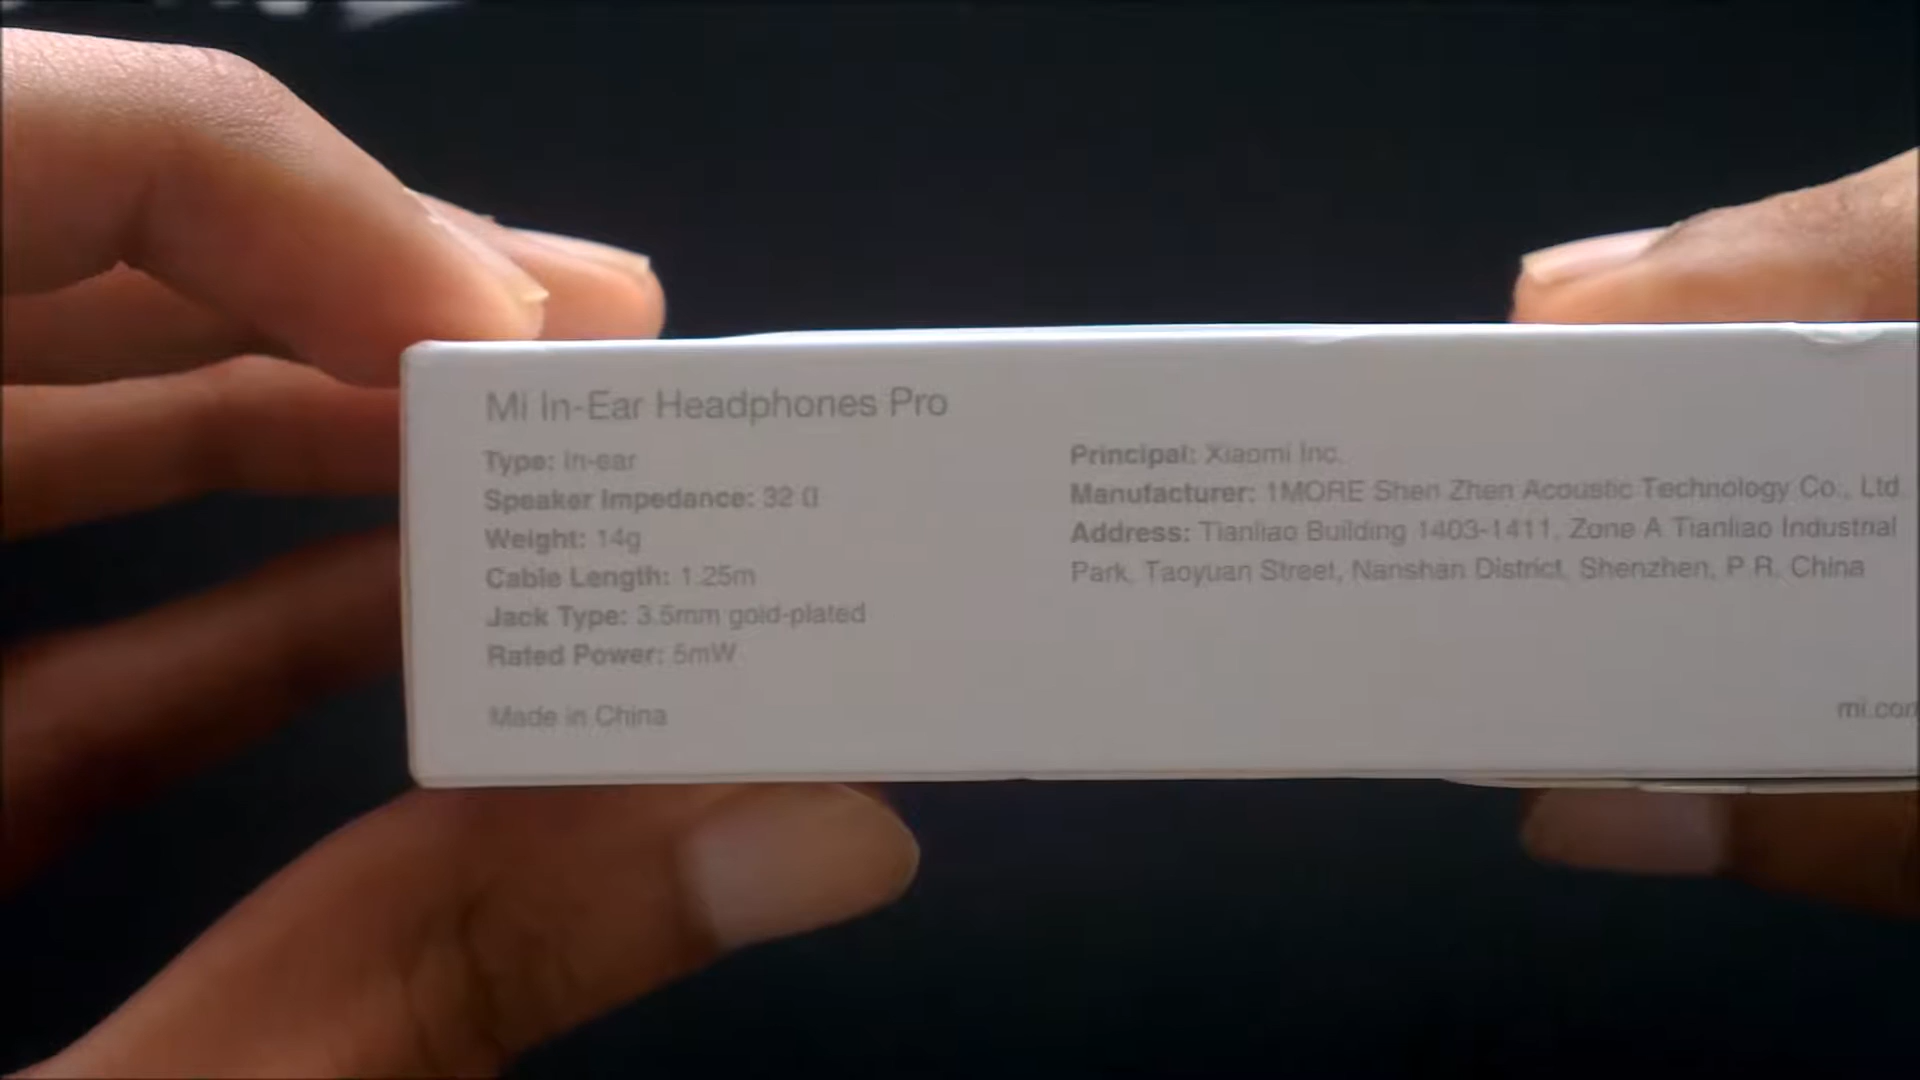 Mi In-Ear Headphones Pro
Type: In-ear
Speaker Impedance: 32 Ω
Weight: 14g
Cable Length: 1.25m
Jack Type: 3.5mm gold-plated
Rated Power: 5mW
Made in China
Principal: Xiaomi Inc.
Manufacturer: 1MORE Shen Zhen Acoustic Technology Co., Ltd.
Address: Tianliao Building 1403-1411, Zone A Tianliao Industrial
Park, Taoyuan Street, Nanshan District, Shenzhen, P.R. China
mi.com